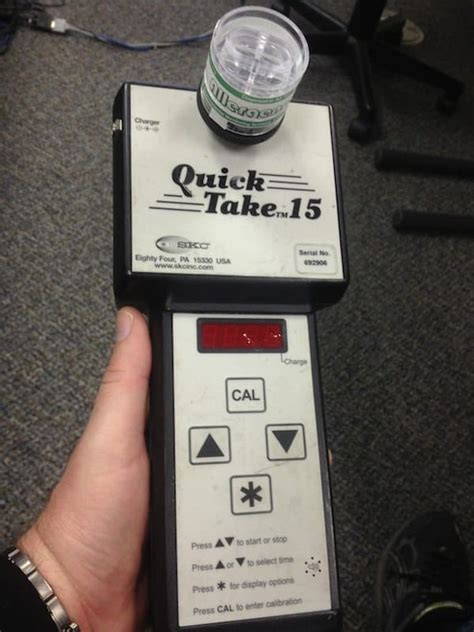 allergenco
Charger
Quick
Take™15
SKC
Eighty Four, PA 15330 USA
www.skcinc.com
Serial No.
692906
Charge
CAL
Press ▲▼ to start or stop
Press ▲ or ▼ to select time
Press * for display options
Press CAL to enter calibration